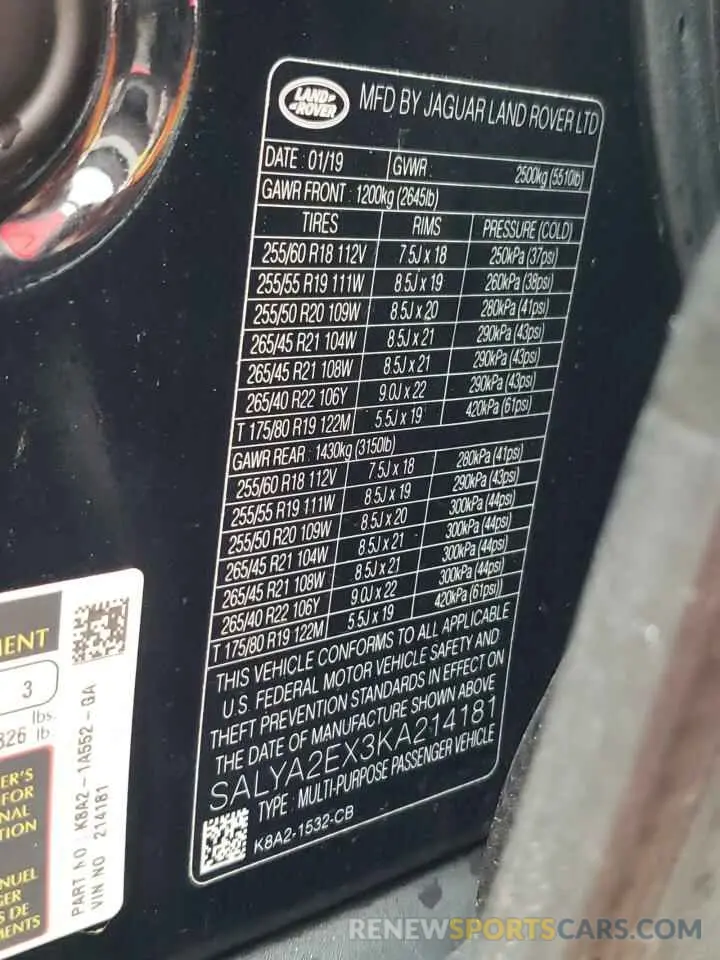 LAND ROVER
MFD BY JAGUAR LAND ROVER LTD
DATE : 01/19 GVWR : 2500kg (5510lb)
GAWR FRONT : 1200kg (2645lb)
TIRES RIMS PRESSURE (COLD)
255/60 R18 112V 7.5J x 18 250kPa (37psi)
255/55 R19 111W 8.5J x 19 260kPa (38psi)
255/50 R20 109W 8.5J x 20 280kPa (41psi)
265/45 R21 104W 8.5J x 21 290kPa (43psi)
265/45 R21 108W 8.5J x 21 290kPa (43psi)
265/40 R22 106Y 9.0J x 22 290kPa (43psi)
T 175/80 R19 122M 5.5J x 19 420kPa (61psi)
GAWR REAR : 1430kg (3150lb)
255/60 R18 112V 7.5J x 18 280kPa (41psi)
255/55 R19 111W 8.5J x 19 290kPa (43psi)
255/50 R20 109W 8.5J x 20 300kPa (44psi)
265/45 R21 104W 8.5J x 21 300kPa (44psi)
265/45 R21 108W 8.5J x 21 300kPa (44psi)
265/40 R22 106Y 9.0J x 22 300kPa (44psi)
T 175/80 R19 122M 5.5J x 19 420kPa (61psi)
THIS VEHICLE CONFORMS TO ALL APPLICABLE
U.S. FEDERAL MOTOR VEHICLE SAFETY AND
THEFT PREVENTION STANDARDS IN EFFECT ON
THE DATE OF MANUFACTURE SHOWN ABOVE
SALYA2EX3KA214181
TYPE : MULTI-PURPOSE PASSENGER VEHICLE
K8A2-1532-CB
MENT
3
lbs.
826 lb
ER'S
FOR
NAL
TION
NUEL
GER
S DE
MENTS
PART NO K8A2-1A552-GA
VIN NO 214181
RENEWSPORTSCARS.COM